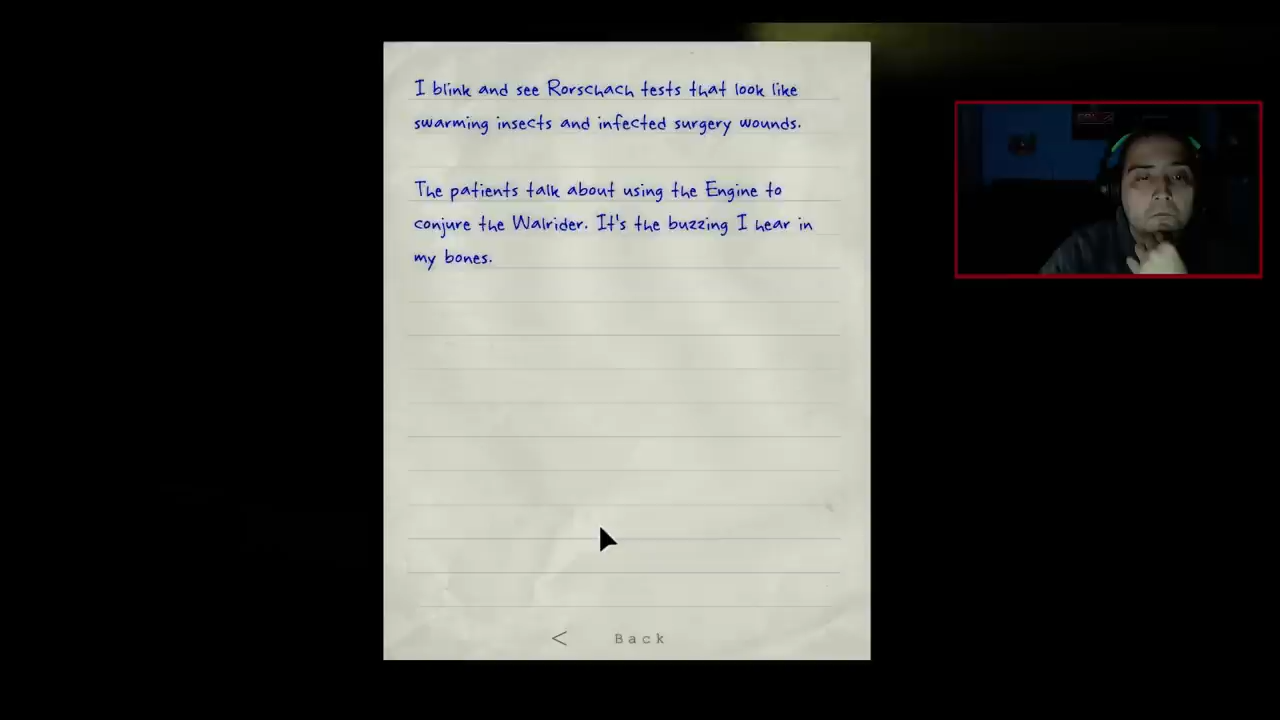 I blink and see Rorschach tests that look like
swarming insects and infected surgery wounds.
The patients talk about using the Engine to
conjure the Walrider. It's the buzzing I hear in
my bones.
< Back